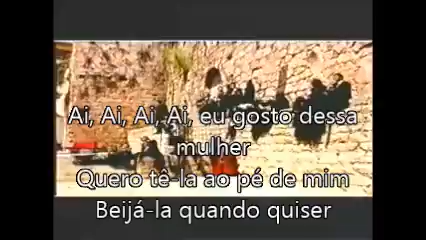 Ai, Ai, Ai, Ai, eu gosto dessa
mulher
Quero tê-la ao pé de mim
Beijá-la quando quiser